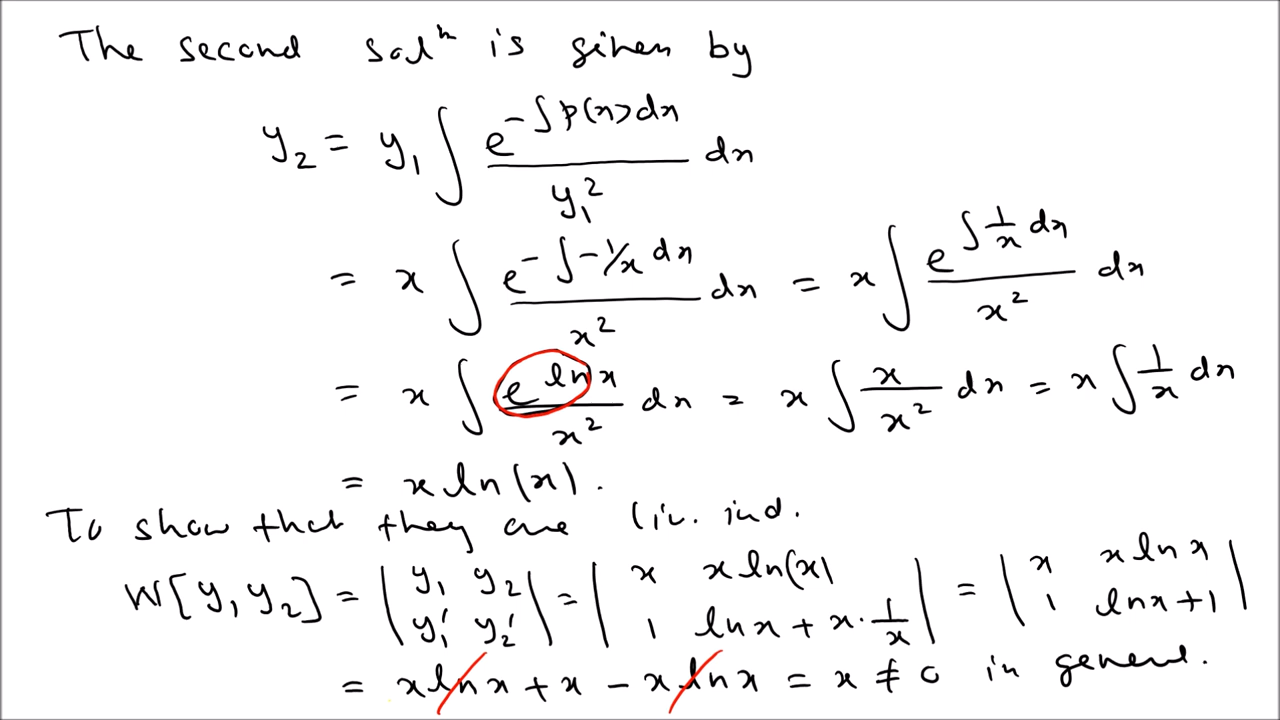 The second solⁿ is given by
y₂ = y₁ ∫ e^(-∫p(x)dx) / y₁² dx
= x ∫ e^(-∫-1/x dx) / x² dx = x ∫ e^(∫ 1/x dx) / x² dx
= x ∫ e^(ln x) / x² dx = x ∫ x / x² dx = x ∫ 1/x dx
= x ln(x).
To show that they are lin. ind.
W[y₁ y₂] = | y₁ y₂ ; y₁′ y₂′ | = | x x ln(x) ; 1 ln x + x · 1/x | = | x x ln x ; 1 ln x + 1 |
= x ln x + x − x ln x = x ≠ 0 in general.